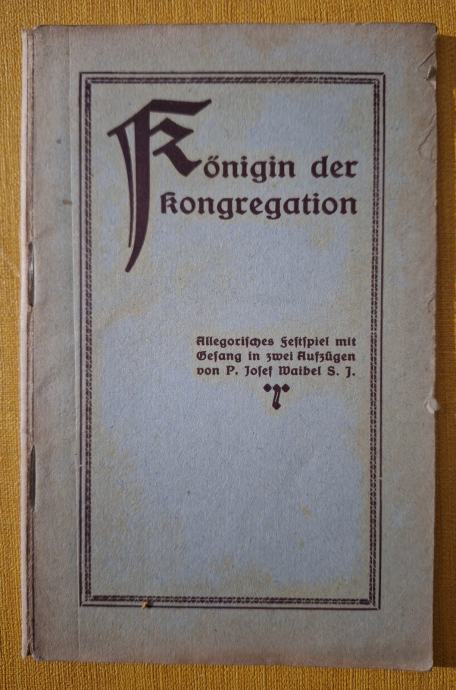 Königin der
Kongregation
Allegoriſches Feſtſpiel mit
Geſang in zwei Aufzügen
von P. Joſef Waibel S. J.